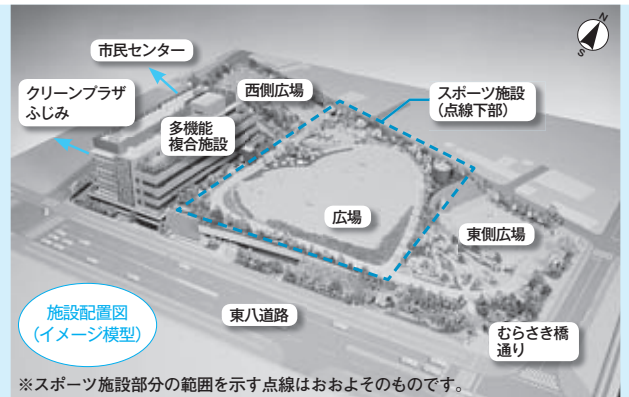 N
S
市民センター
クリーンプラザ
ふじみ
西側広場
スポーツ施設
(点線下部)
多機能
複合施設
広場
東側広場
施設配置図
(イメージ模型)
東八道路
むらさき橋
通り
※スポーツ施設部分の範囲を示す点線はおおよそのものです。